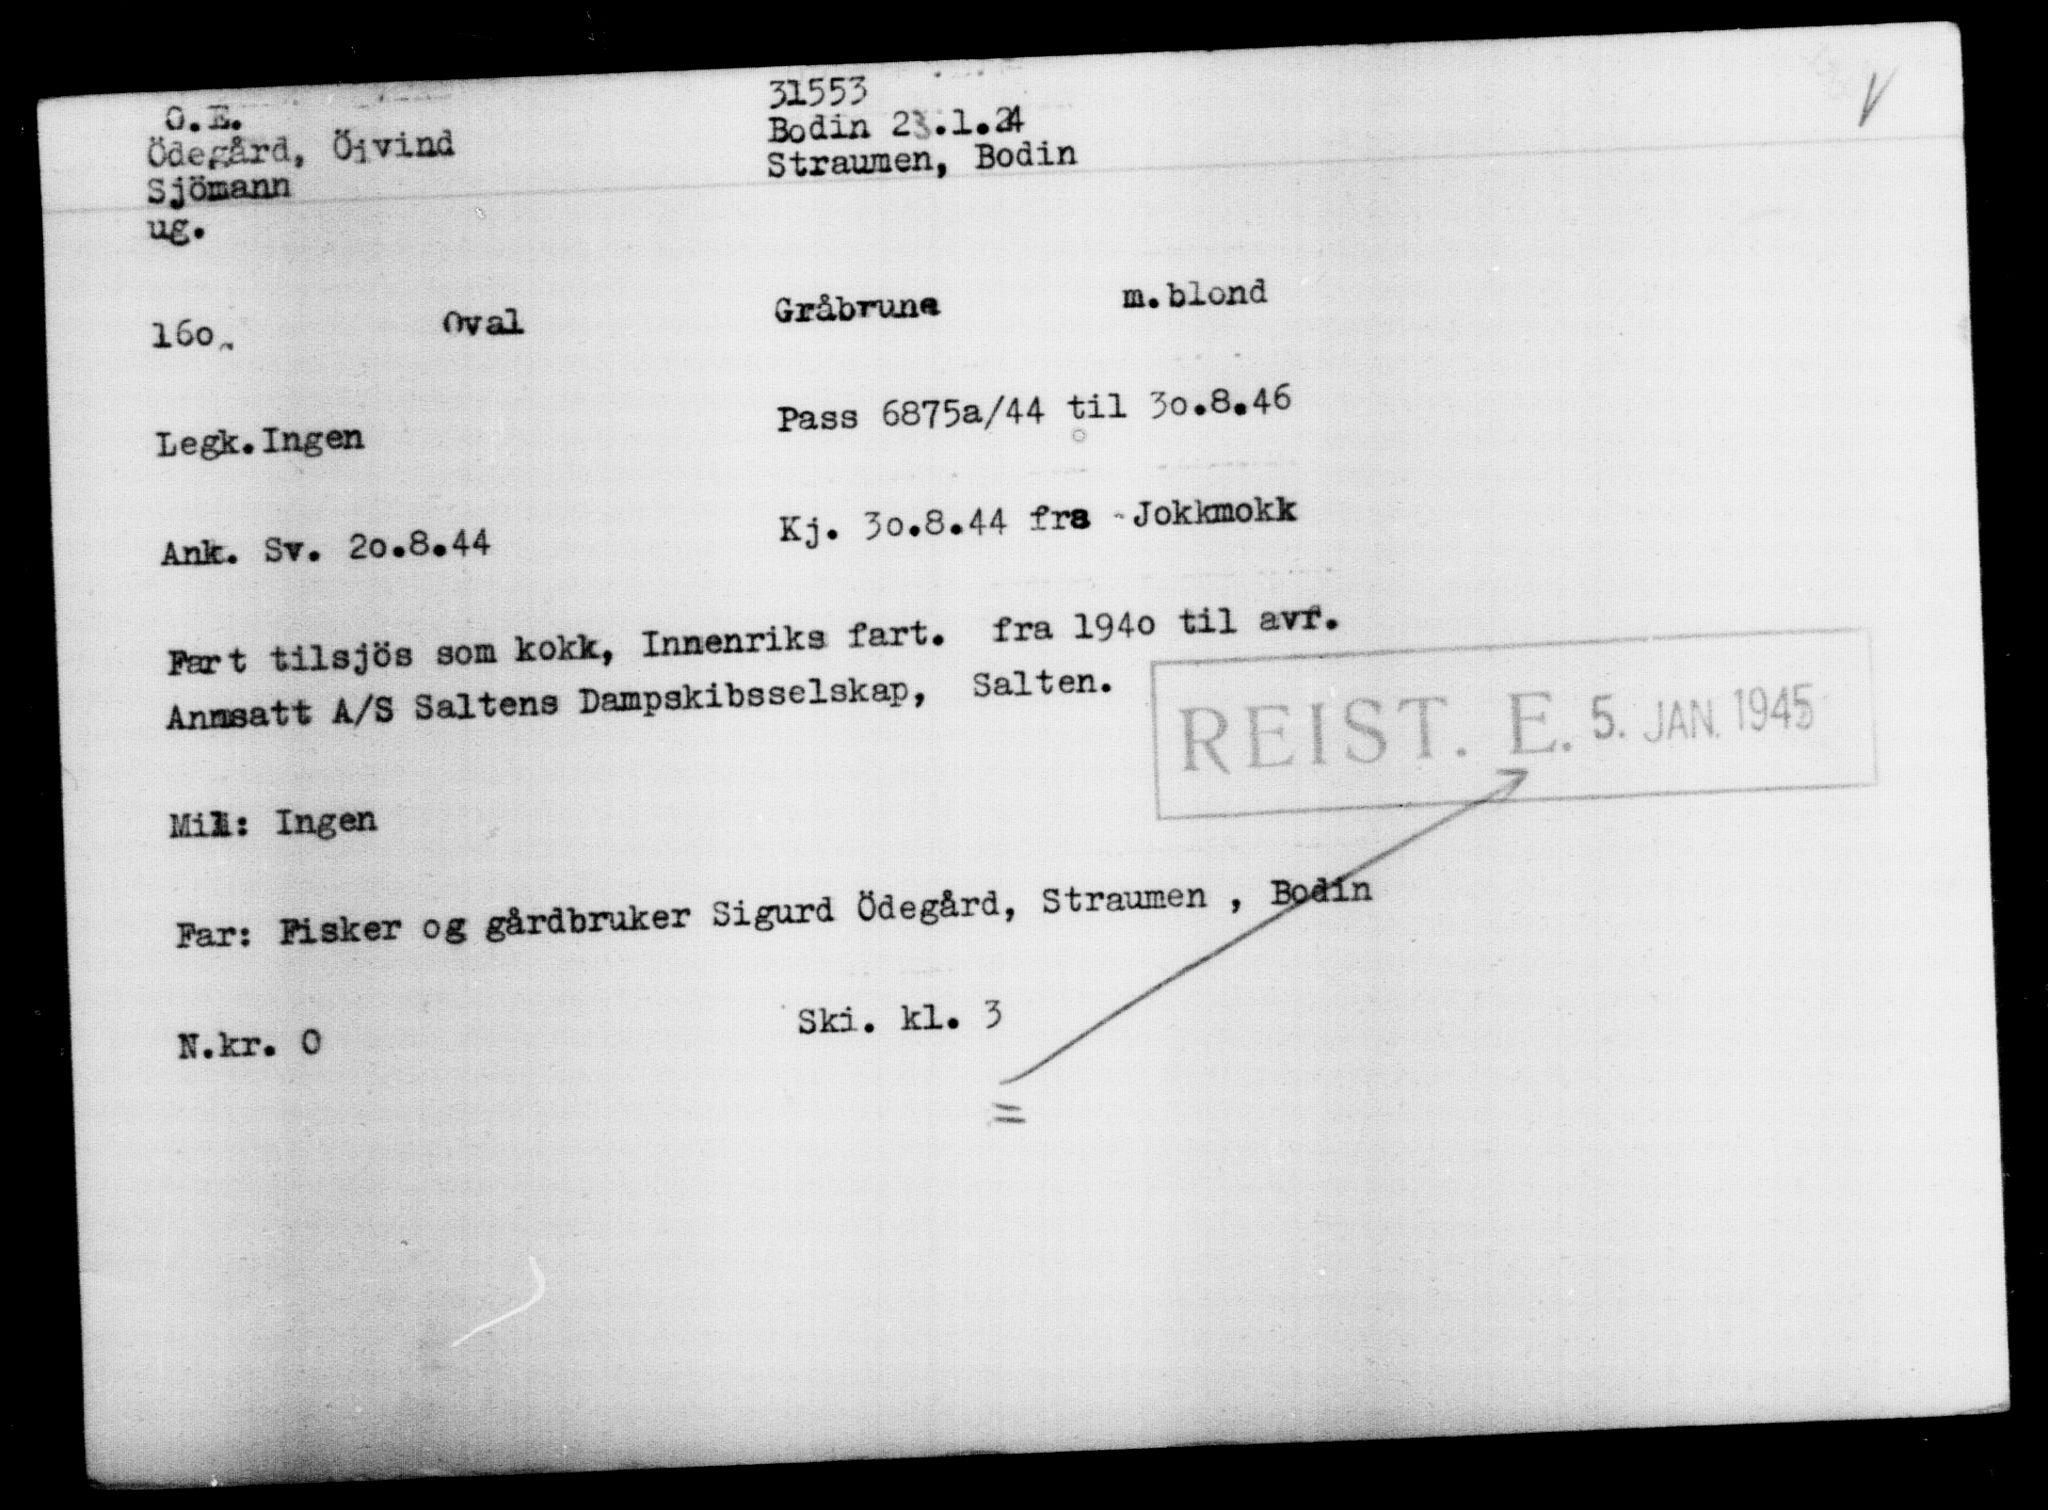 O.E. 31553
Ödegård, Öivind Bodin 23.1.24
Sjömann Straumen, Bodin
ug.
160. Oval Gråbrune m.blond
Legk.Ingen Pass 6875a/44 til 30.8.46
Ank. Sv. 20.8.44 Kj. 30.8.44 fra Jokkmokk
Fart tilsjös som kokk, Innenriks fart. fra 1940 til avr.
Annsatt A/S Saltens Dampskibsselskap, Salten.
REIST. E. 5. JAN. 1945
Mil: Ingen
Far: Fisker og gårdbruker Sigurd Ödegård, Straumen , Bodin
N.kr. 0 Ski. kl. 3
=